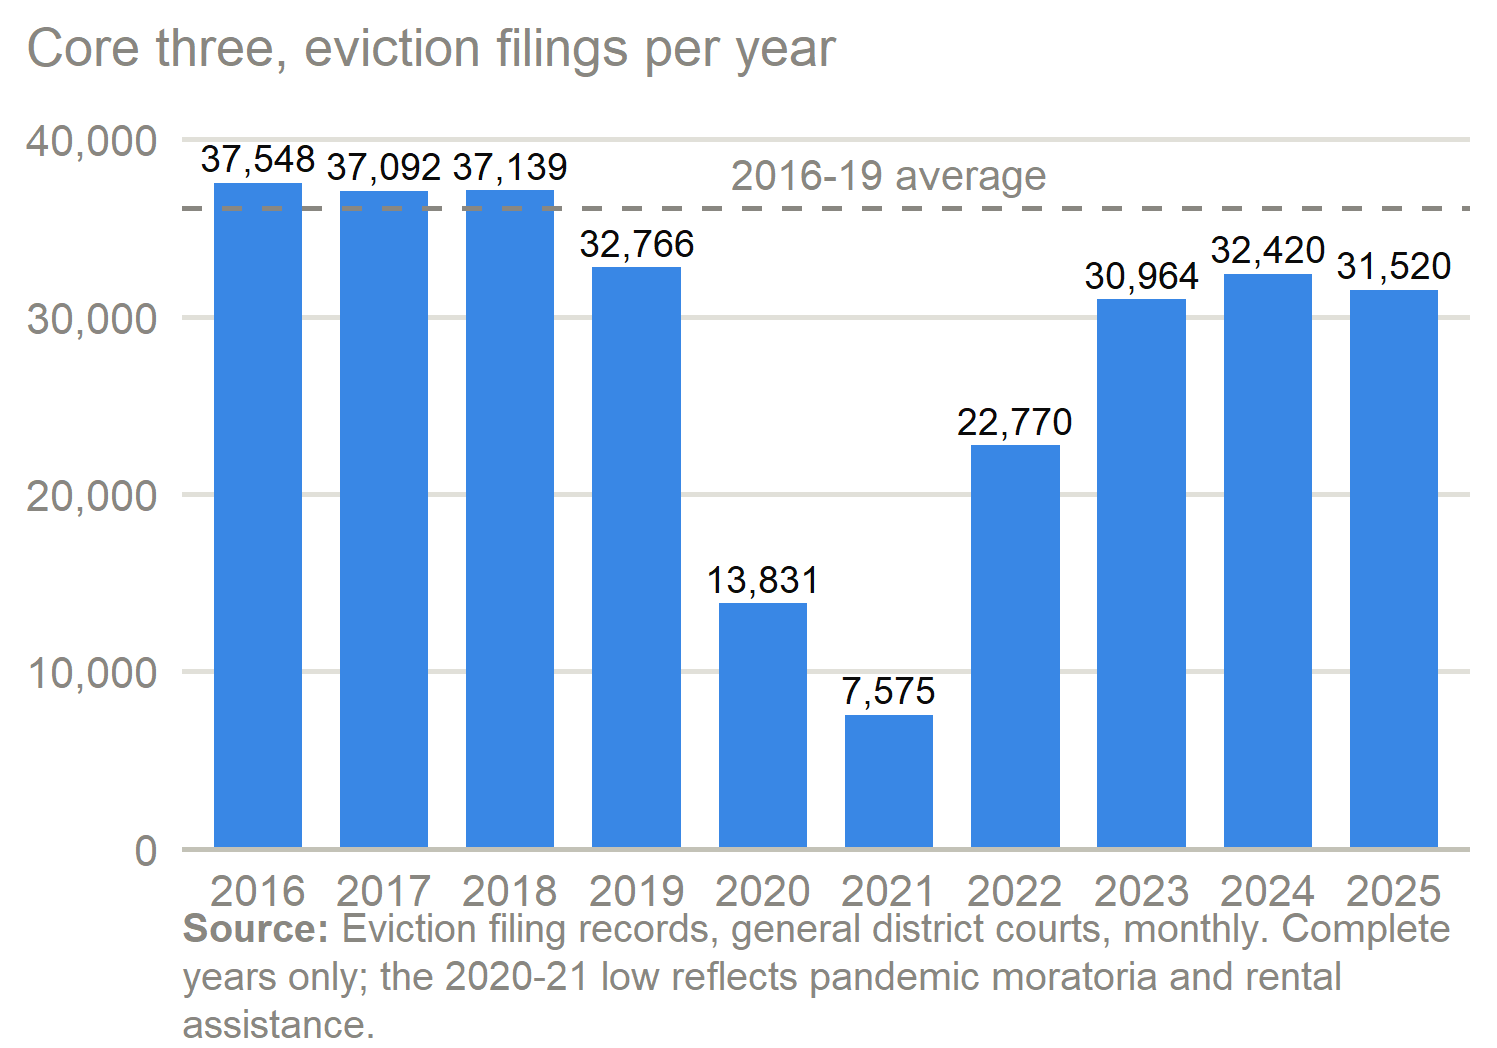 Core three, eviction filings per year
40,000
37,548 37,092 37,139
2016-19 average
32,766
30,964
32,420
31,520
30,000
22,770
20,000
13,831
10,000
7,575
0
2016 2017 2018 2019 2020 2021 2022 2023 2024 2025
Source: Eviction filing records, general district courts, monthly. Complete
years only; the 2020-21 low reflects pandemic moratoria and rental
assistance.